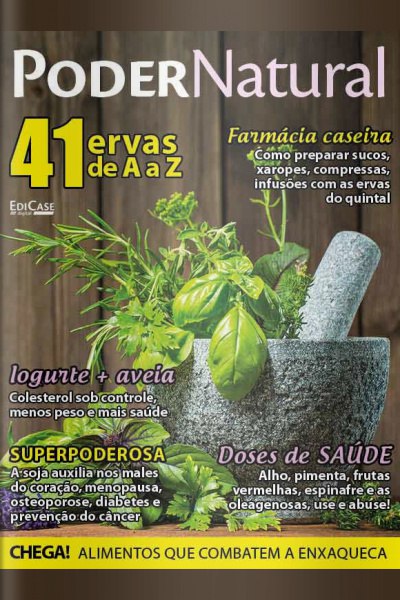 PODERNatural
41 ervas
de A a Z
EDICASE
digital
Farmácia caseira
Como preparar sucos,
xaropes, compressas,
infusões com as ervas
do quintal
Iogurte + aveia
Colesterol sob controle,
menos peso e mais saúde
SUPERPODEROSA
A soja auxilia nos males
do coração, menopausa,
osteoporose, diabetes e
prevenção do câncer
Doses de SAÚDE
Alho, pimenta, frutas
vermelhas, espinafre e as
oleagenosas, use e abuse!
CHEGA! ALIMENTOS QUE COMBATEM A ENXAQUECA